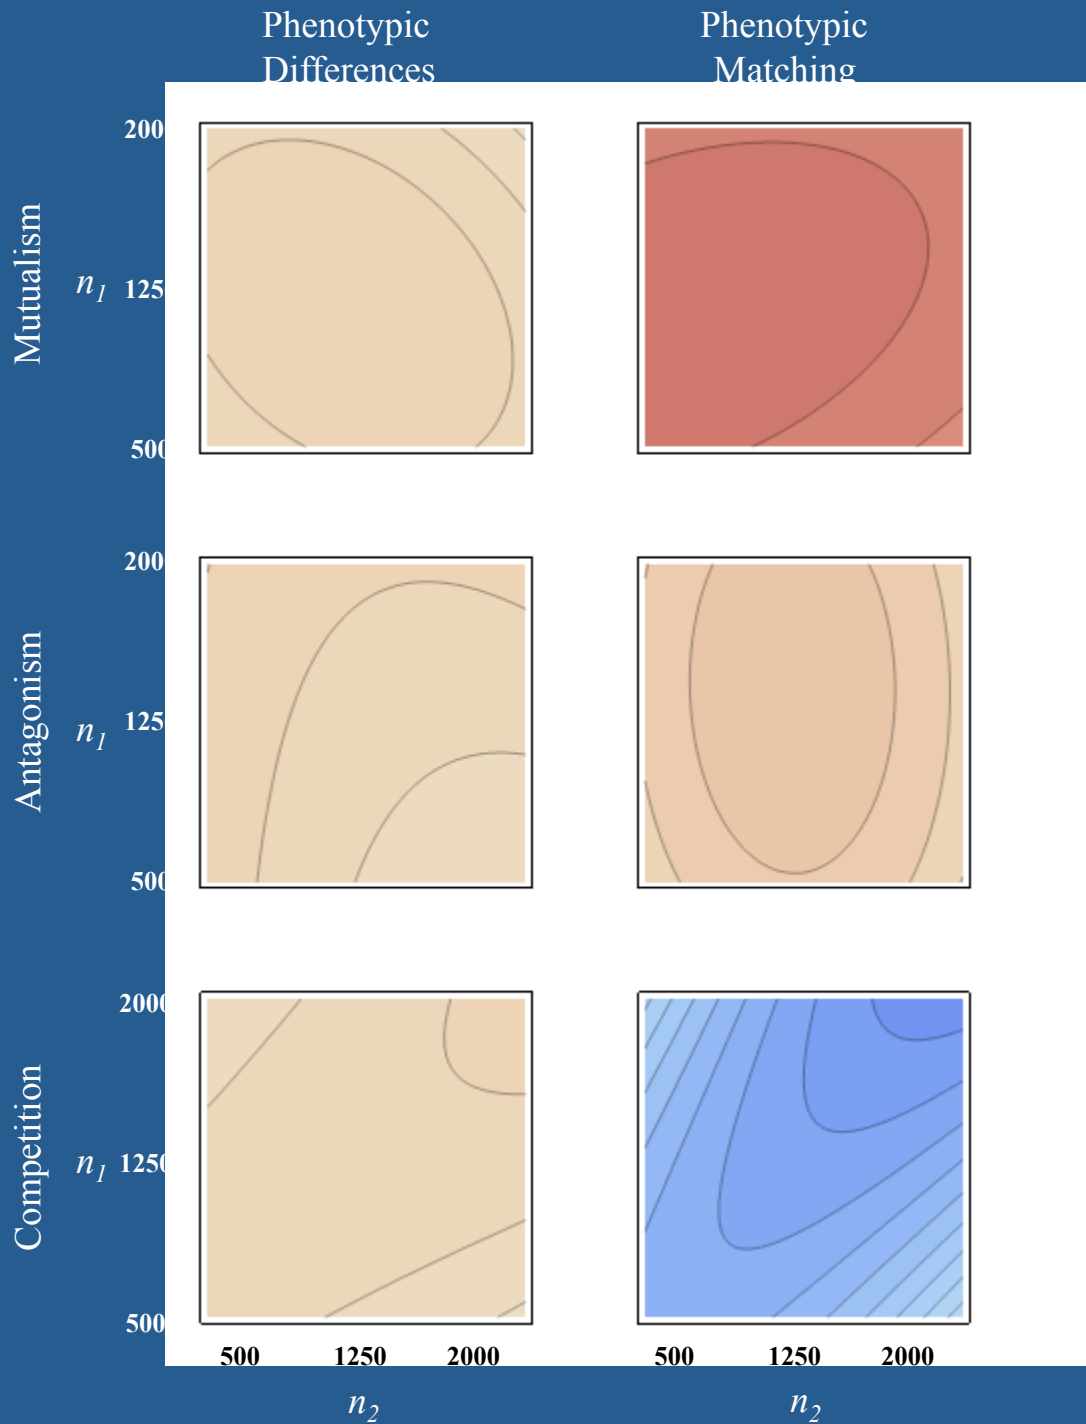 Phenotypic Differences
Phenotypic Matching
Mutualism
n1
200
125
500
Antagonism
n1
200
125
500
Competition
n1
2000
1250
500
500 1250 2000
500 1250 2000
n2
n2